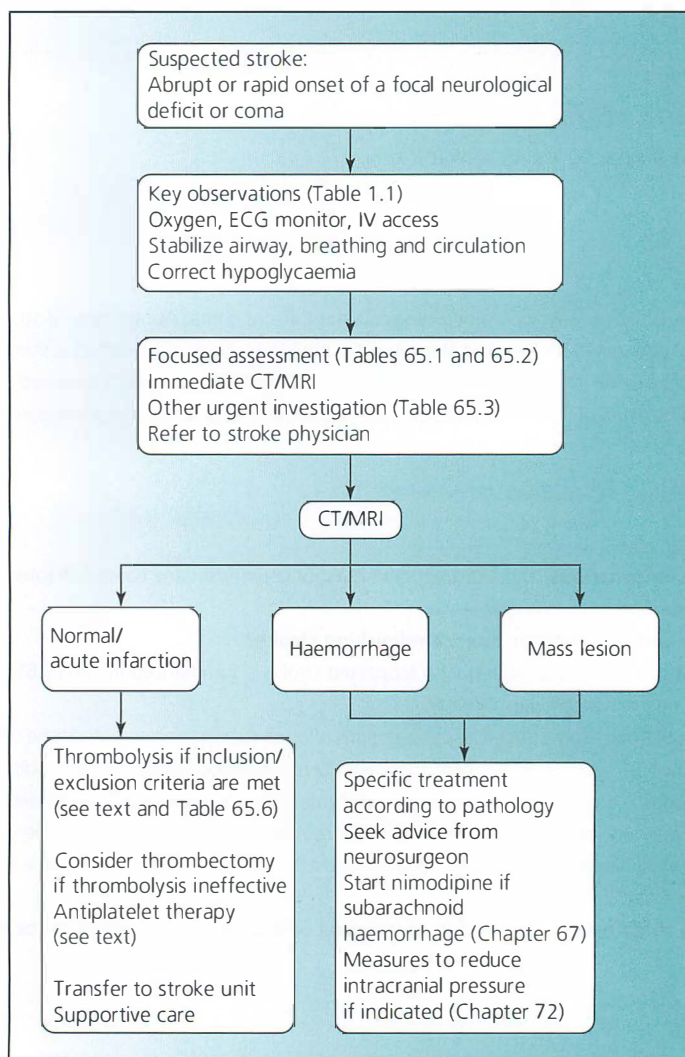 Suspected stroke:
Abrupt or rapid onset of a focal neurological
deficit or coma
Key observations (Table 1.1)
Oxygen, ECG monitor, IV access
Stabilize airway, breathing and circulation
Correct hypoglycaemia
Focused assessment (Tables 65.1 and 65.2)
Immediate CT/MRI
Other urgent investigation (Table 65.3)
Refer to stroke physician
CT/MRI
Normal/
acute infarction
Haemorrhage
Mass lesion
Thrombolysis if inclusion/
exclusion criteria are met
(see text and Table 65.6)
Consider thrombectomy
if thrombolysis ineffective
Antiplatelet therapy
(see text)
Transfer to stroke unit
Supportive care
Specific treatment
according to pathology
Seek advice from
neurosurgeon
Start nimodipine if
subarachnoid
haemorrhage (Chapter 67)
Measures to reduce
intracranial pressure
if indicated (Chapter 72)